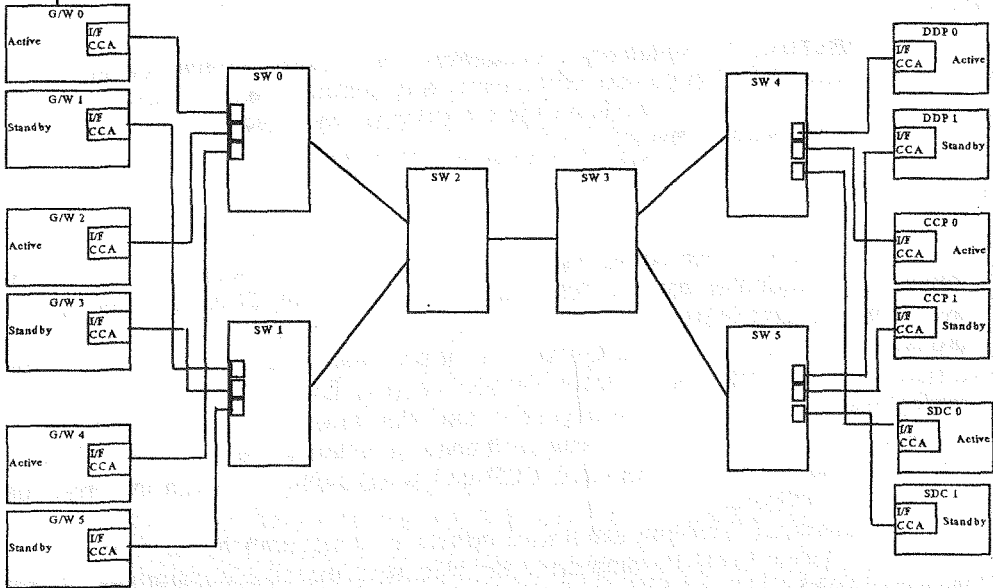 G/W 0
Active
I/F
CCA
G/W 1
Standby
I/F
CCA
G/W 2
Active
I/F
CCA
G/W 3
Standby
I/F
CCA
G/W 4
Active
I/F
CCA
G/W 5
Standby
I/F
CCA
SW 0
SW 1
SW 2
SW 3
SW 4
SW 5
DDP 0
I/F
CCA
Active
DDP 1
I/F
CCA
Standby
CCP 0
I/F
CCA
Active
CCP 1
I/F
CCA
Standby
SDC 0
I/F
CCA
Active
SDC 1
I/F
CCA
Standby